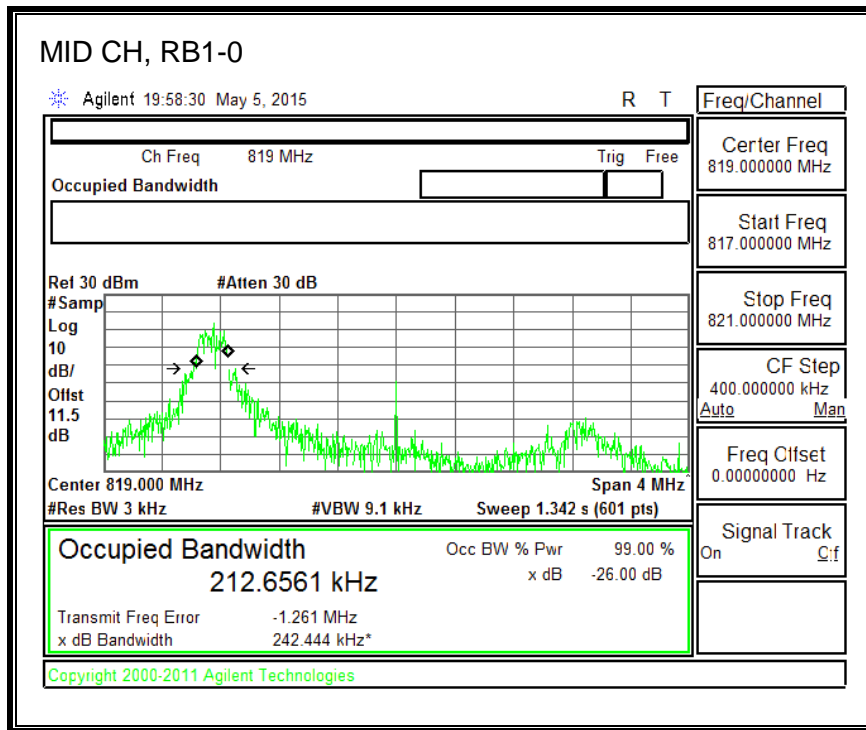 MID CH, RB1-0
Agilent 19:58:30 May 5, 2015 R T
Freq/Channel
Ch Freq 819 MHz Trig Free
Occupied Bandwidth
Center Freq
819.000000 MHz
Start Freq
817.000000 MHz
Stop Freq
821.000000 MHz
CF Step
400.000000 kHz
Auto Man
Freq Offset
0.00000000 Hz
Signal Track
On Off
Ref 30 dBm #Atten 30 dB
#Samp
Log
10
dB/
Offst
11.5
dB
Center 819.000 MHz Span 4 MHz
#Res BW 3 kHz #VBW 9.1 kHz Sweep 1.342 s (601 pts)
Occupied Bandwidth
212.6561 kHz
Occ BW % Pwr 99.00 %
x dB -26.00 dB
Transmit Freq Error -1.261 MHz
x dB Bandwidth 242.444 kHz*
Copyright 2000-2011 Agilent Technologies